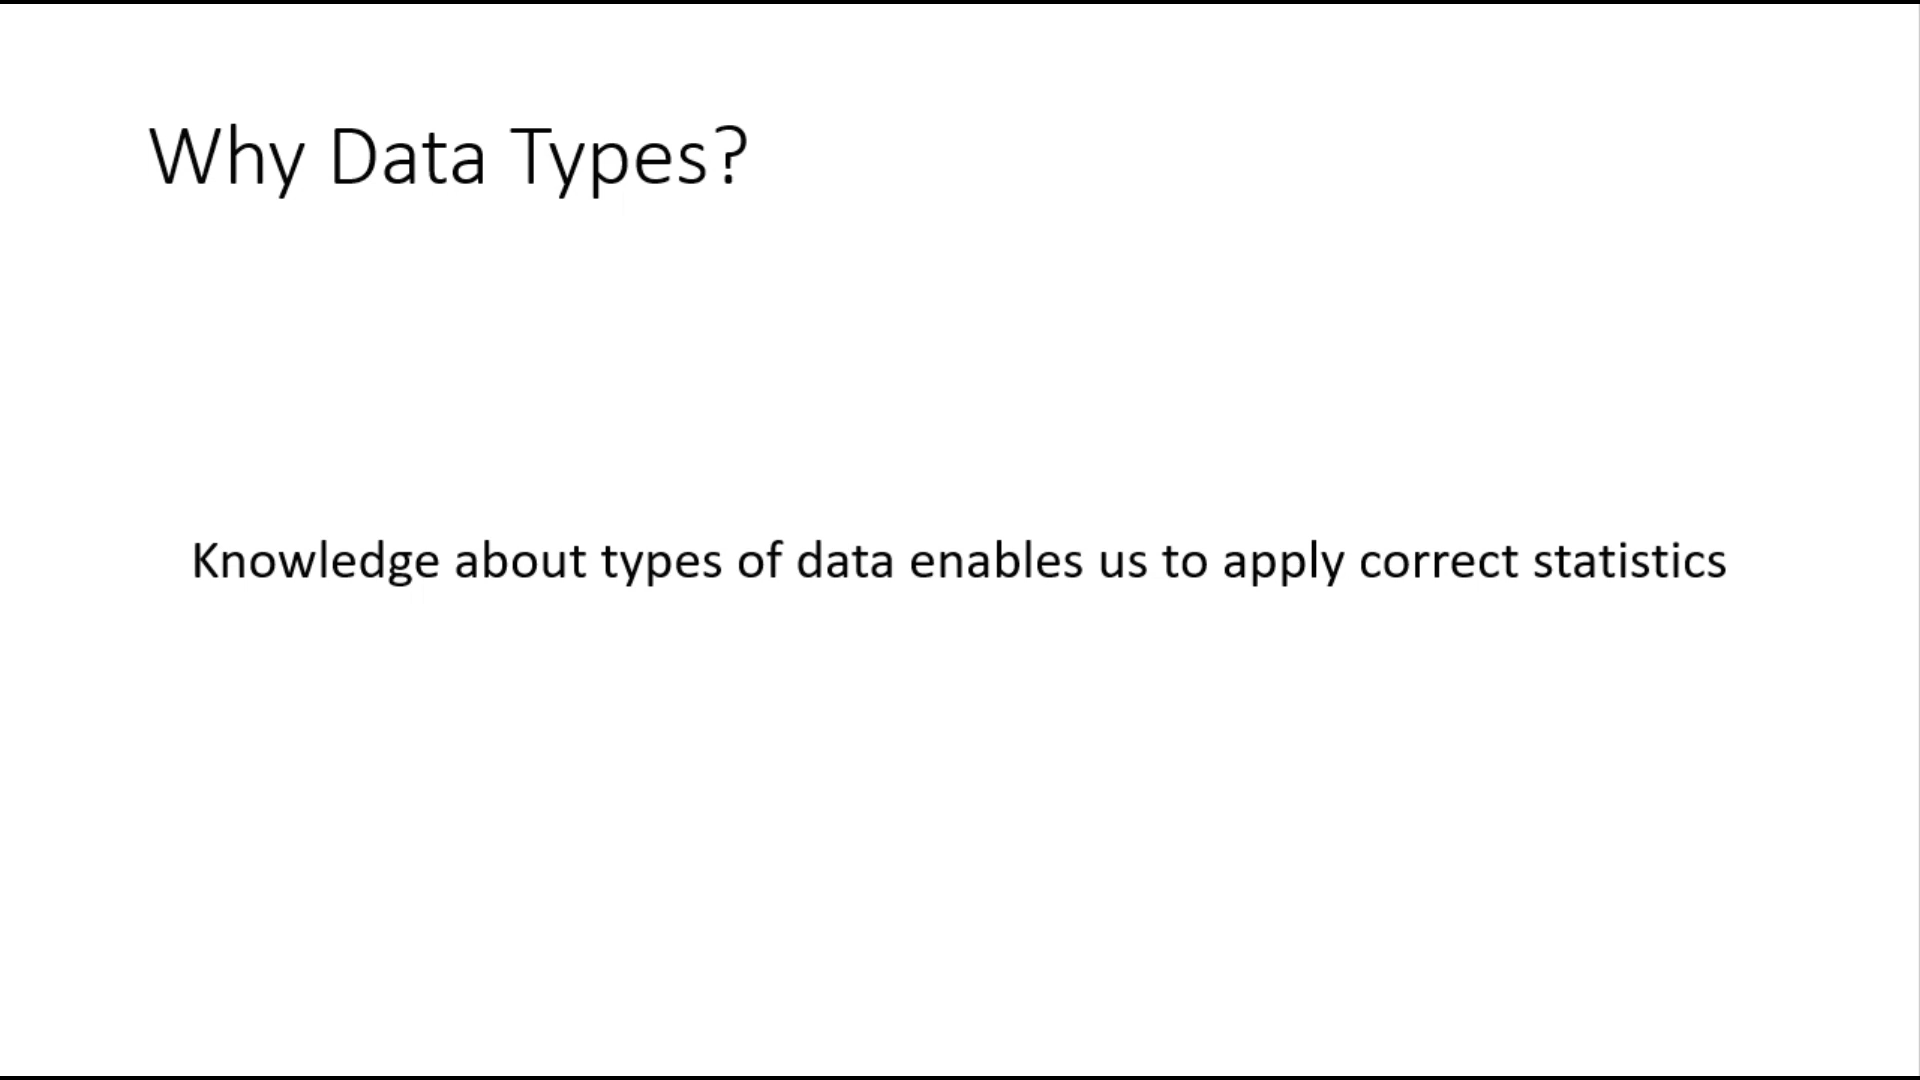 Why Data Types?
Knowledge about types of data enables us to apply correct statistics